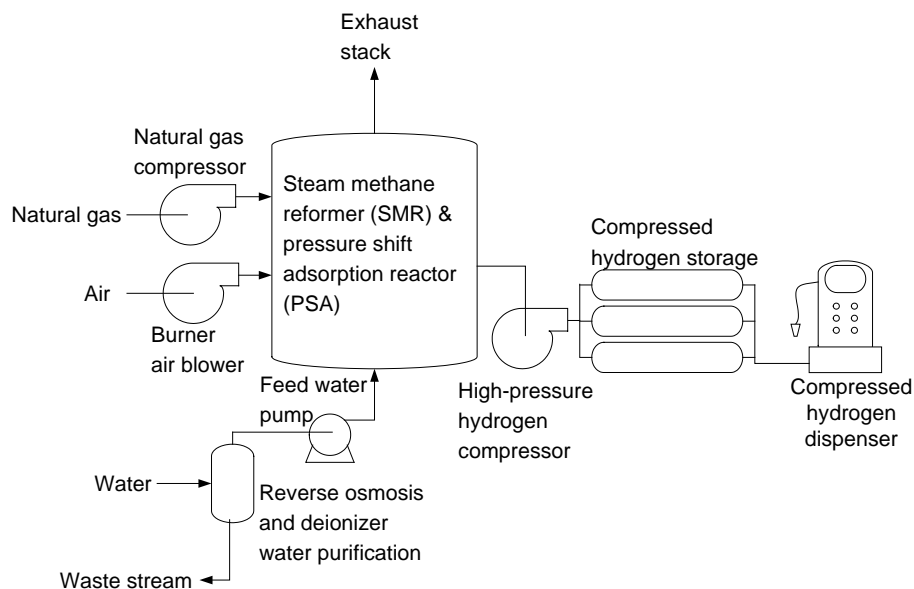 Exhaust
stack
Natural gas
compressor
Natural gas
Steam methane
reformer (SMR) &
pressure shift
adsorption reactor
(PSA)
Compressed
hydrogen storage
Air
Burner
air blower
Feed water
pump
High-pressure
hydrogen
compressor
Compressed
hydrogen
dispenser
Water
Reverse osmosis
and deionizer
water purification
Waste stream